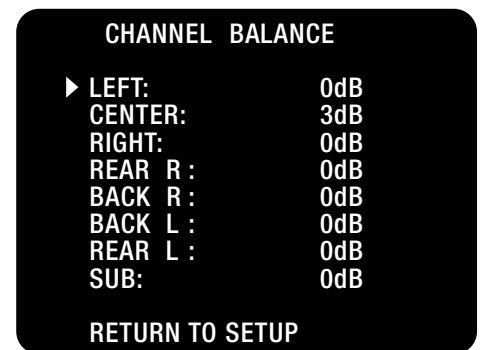 CHANNEL BALANCE
LEFT: 0dB
CENTER: 3dB
RIGHT: 0dB
REAR R : 0dB
BACK R : 0dB
BACK L : 0dB
REAR L : 0dB
SUB: 0dB
RETURN TO SETUP